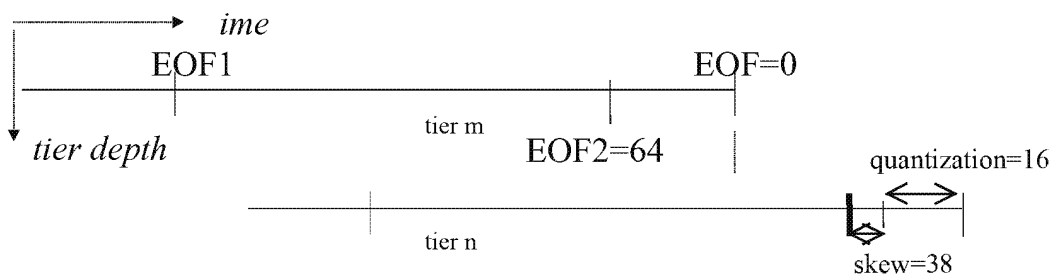 ime
EOF1
EOF=0
tier m
tier depth
EOF2=64
quantization=16
tier n
skew=38